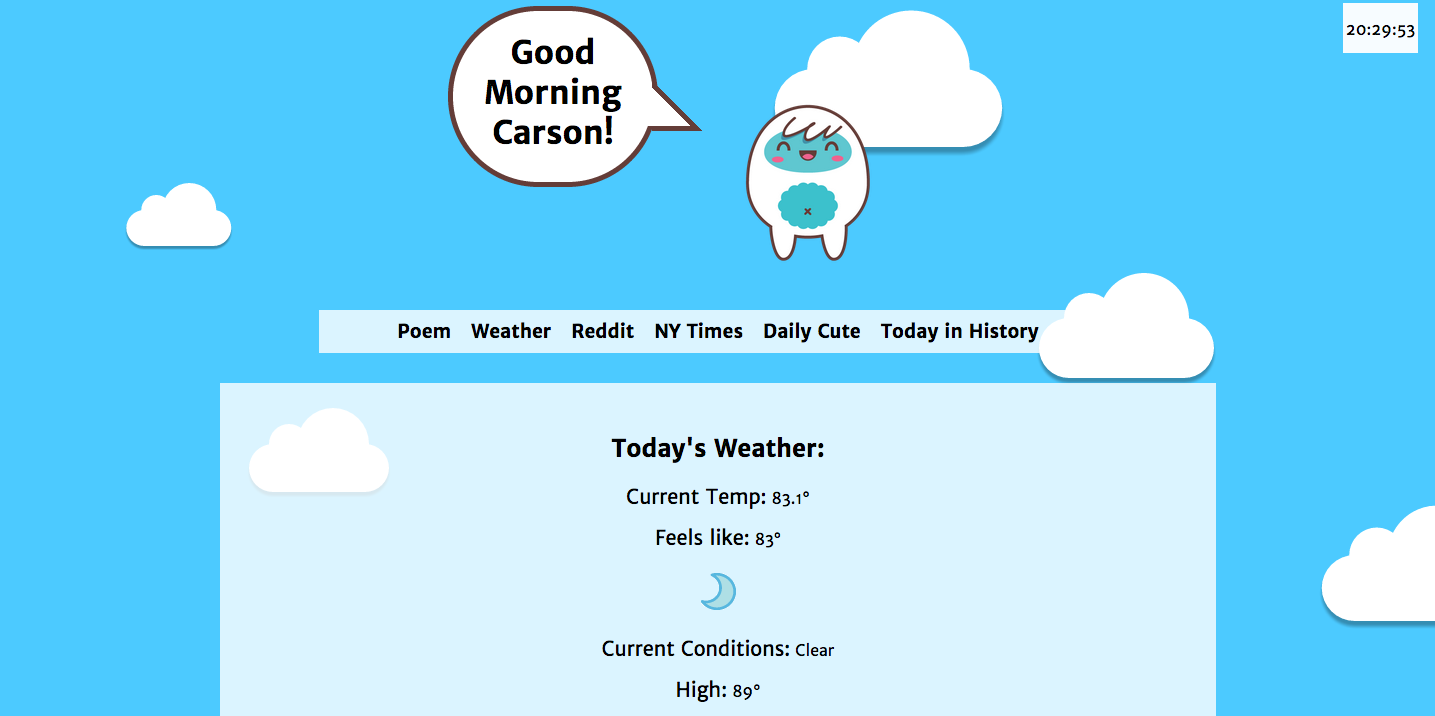 Good
Morning
Carson!
20:29:53
Poem Weather Reddit NY Times Daily Cute Today in History
Today's Weather:
Current Temp: 83.1°
Feels like: 83°
Current Conditions: Clear
High: 89°